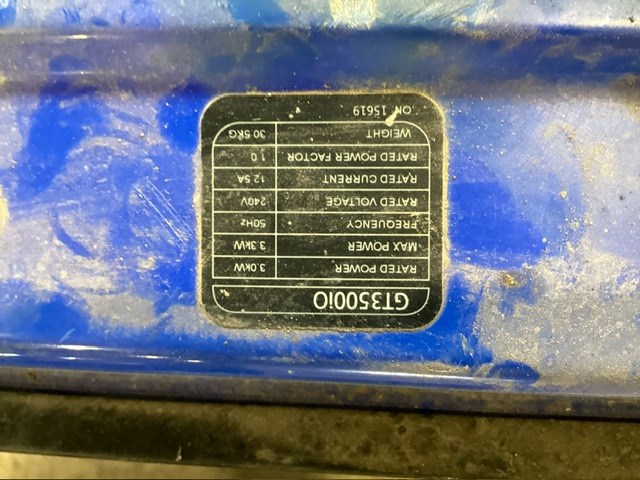 GT3500iO
RATED POWER 3.0kW
MAX POWER 3.3kW
FREQUENCY 50Hz
RATED VOLTAGE 240V
RATED CURRENT 12.5A
RATED POWER FACTOR 1.0
WEIGHT 30.5KG
ON. 15619